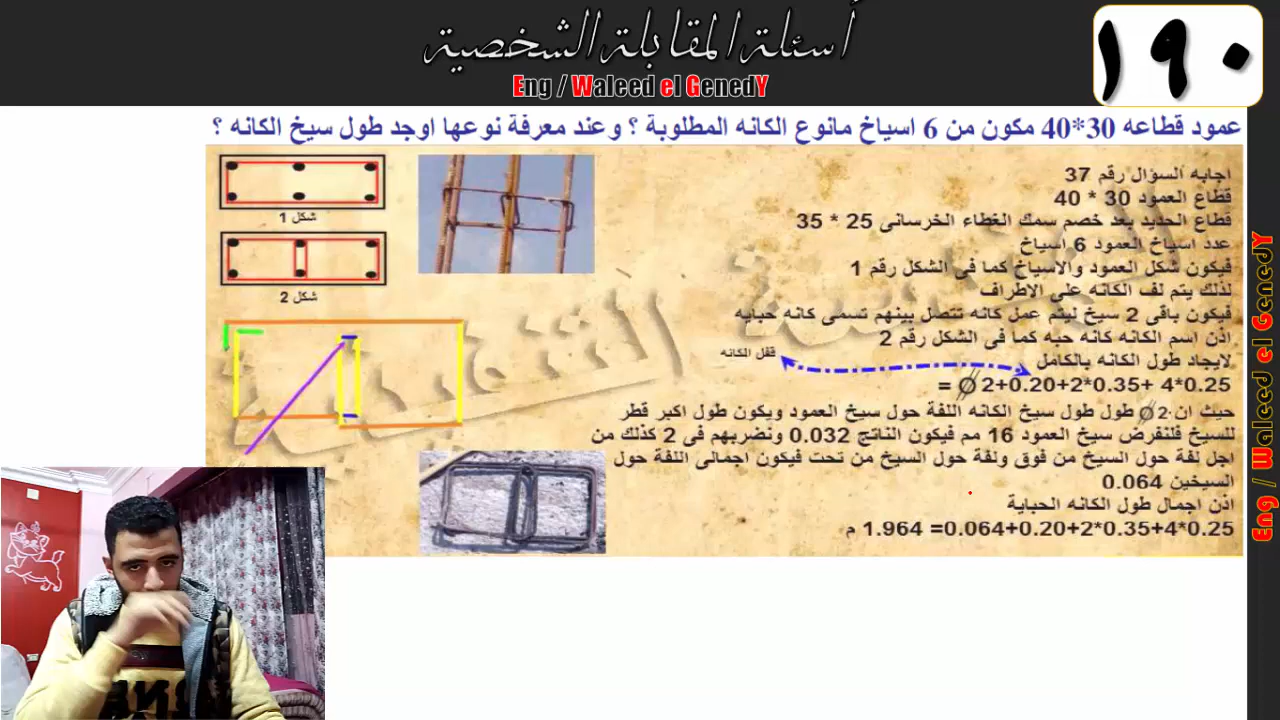 أسئلة المقابلة الشخصية
Eng / Waleed el GenedY
١٩٠
عمود قطاعه 30*40 مكون من 6 اسياخ مانوع الكانه المطلوبة ؟ وعند معرفة نوعها اوجد طول سيخ الكانه ؟
اجابه السؤال رقم 37
قطاع العمود 30 * 40
قطاع الحديد بعد خصم سمك الغطاء الخرسانى 25 * 35
عدد اسياخ العمود 6 اسياخ
فيكون شكل العمود والاسياخ كما فى الشكل رقم 1
لذلك يتم لف الكانه على الاطراف
فيكون باقى 2 سيخ ليتم عمل كانه تتصل بينهم تسمى كانه حبايه
اذن اسم الكانه كانه حبه كما فى الشكل رقم 2
لايجاد طول الكانه بالكامل
قفل الكانه
= ∅ 2+0.20+2*0.35+ 4*0.25
حيث ان 2∅ طول طول سيخ الكانه اللفة حول سيخ العمود ويكون طول اكبر قطر
للسيخ فلنفرض سيخ العمود 16 مم فيكون الناتج 0.032 ونضربهم فى 2 كذلك من
اجل لفة حول السيخ من فوق ولفة حول السيخ من تحت فيكون اجمالى اللفة حول
السيخين 0.064
اذن اجمال طول الكانه الحباية
4*0.25+2*0.35+0.20+0.064= 1.964 م
شكل 1
شكل 2
Eng / Waleed el GenedY